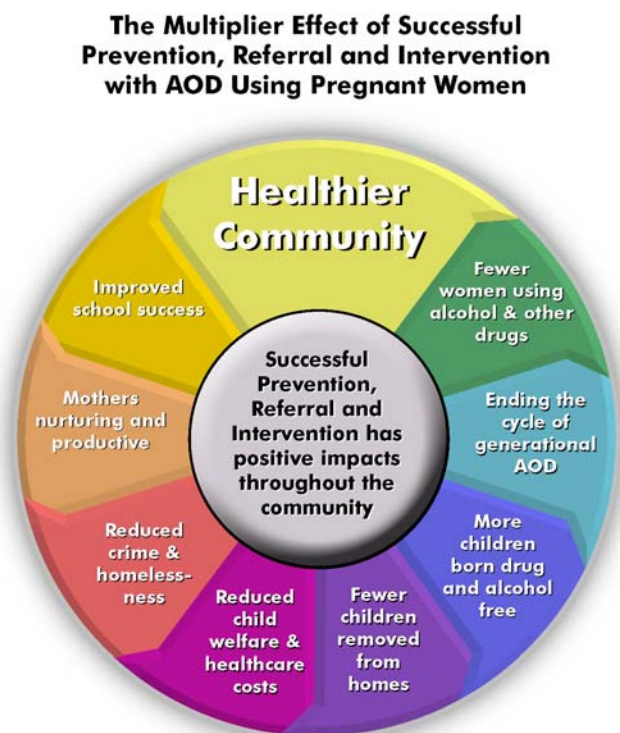 The Multiplier Effect of Successful
Prevention, Referral and Intervention
with AOD Using Pregnant Women
Healthier
Community
Fewer
women using
alcohol & other
drugs
Ending the
cycle of
generational
AOD
More
children
born drug
and alcohol
free
Fewer
children
removed
from
homes
Reduced
child
welfare &
healthcare
costs
Reduced
crime &
homeless-
ness
Mothers
nurturing and
productive
Improved
school success
Successful
Prevention,
Referral and
Intervention has
positive impacts
throughout the
community